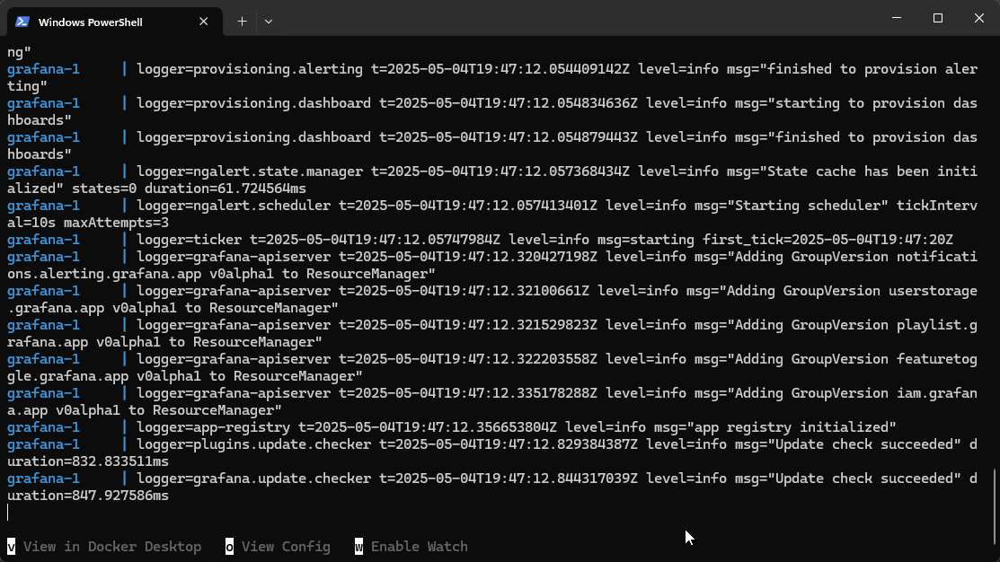 Windows PowerShell
ng"
grafana-1     | logger=provisioning.alerting t=2025-05-04T19:47:12.054409142Z level=info msg="finished to provision aler
ting"
grafana-1     | logger=provisioning.dashboard t=2025-05-04T19:47:12.054834636Z level=info msg="starting to provision das
hboards"
grafana-1     | logger=provisioning.dashboard t=2025-05-04T19:47:12.054879443Z level=info msg="finished to provision das
hboards"
grafana-1     | logger=ngalert.state.manager t=2025-05-04T19:47:12.057368434Z level=info msg="State cache has been initi
alized" states=0 duration=61.724564ms
grafana-1     | logger=ngalert.scheduler t=2025-05-04T19:47:12.057413401Z level=info msg="Starting scheduler" tickInterv
al=10s maxAttempts=3
grafana-1     | logger=ticker t=2025-05-04T19:47:12.05747984Z level=info msg=starting first_tick=2025-05-04T19:47:20Z
grafana-1     | logger=grafana-apiserver t=2025-05-04T19:47:12.320427198Z level=info msg="Adding GroupVersion notificati
ons.alerting.grafana.app v0alpha1 to ResourceManager"
grafana-1     | logger=grafana-apiserver t=2025-05-04T19:47:12.32100661Z level=info msg="Adding GroupVersion userstorage
.grafana.app v0alpha1 to ResourceManager"
grafana-1     | logger=grafana-apiserver t=2025-05-04T19:47:12.321529823Z level=info msg="Adding GroupVersion playlist.g
rafana.app v0alpha1 to ResourceManager"
grafana-1     | logger=grafana-apiserver t=2025-05-04T19:47:12.322203558Z level=info msg="Adding GroupVersion featuretog
gle.grafana.app v0alpha1 to ResourceManager"
grafana-1     | logger=grafana-apiserver t=2025-05-04T19:47:12.335178288Z level=info msg="Adding GroupVersion iam.grafan
a.app v0alpha1 to ResourceManager"
grafana-1     | logger=app-registry t=2025-05-04T19:47:12.356653804Z level=info msg="app registry initialized"
grafana-1     | logger=plugins.update.checker t=2025-05-04T19:47:12.829384387Z level=info msg="Update check succeeded" d
uration=832.833511ms
grafana-1     | logger=grafana.update.checker t=2025-05-04T19:47:12.844317039Z level=info msg="Update check succeeded" d
uration=847.927586ms
v View in Docker Desktop   o View Config   w Enable Watch